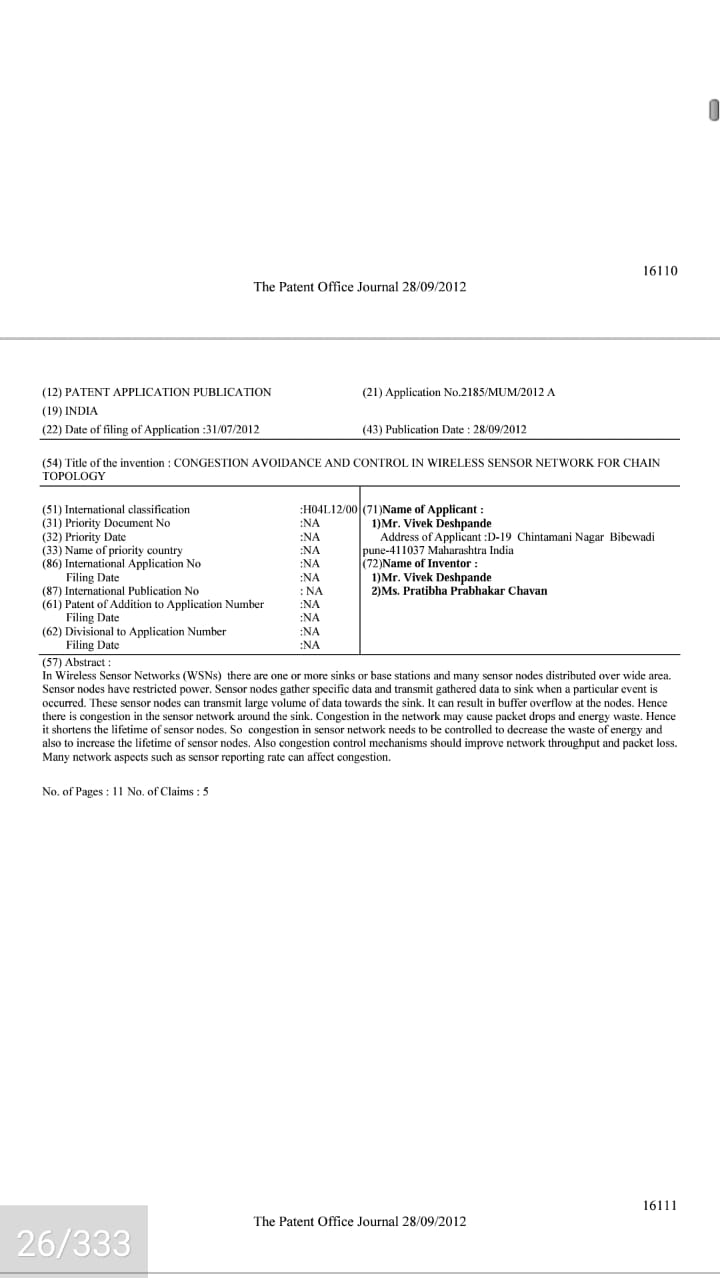 16110
The Patent Office Journal 28/09/2012
(12) PATENT APPLICATION PUBLICATION (21) Application No.2185/MUM/2012 A
(19) INDIA
(22) Date of filing of Application :31/07/2012 (43) Publication Date : 28/09/2012
(54) Title of the invention : CONGESTION AVOIDANCE AND CONTROL IN WIRELESS SENSOR NETWORK FOR CHAIN
TOPOLOGY
(51) International classification :H04L12/00
(31) Priority Document No :NA
(32) Priority Date :NA
(33) Name of priority country :NA
(86) International Application No :NA
Filing Date :NA
(87) International Publication No : NA
(61) Patent of Addition to Application Number :NA
Filing Date :NA
(62) Divisional to Application Number :NA
Filing Date :NA
(71)Name of Applicant :
1)Mr. Vivek Deshpande
Address of Applicant :D-19 Chintamani Nagar Bibewadi
pune-411037 Maharashtra India
(72)Name of Inventor :
1)Mr. Vivek Deshpande
2)Ms. Pratibha Prabhakar Chavan
(57) Abstract :
In Wireless Sensor Networks (WSNs) there are one or more sinks or base stations and many sensor nodes distributed over wide area.
Sensor nodes have restricted power. Sensor nodes gather specific data and transmit gathered data to sink when a particular event is
occurred. These sensor nodes can transmit large volume of data towards the sink. It can result in buffer overflow at the nodes. Hence
there is congestion in the sensor network around the sink. Congestion in the network may cause packet drops and energy waste. Hence
it shortens the lifetime of sensor nodes. So congestion in sensor network needs to be controlled to decrease the waste of energy and
also to increase the lifetime of sensor nodes. Also congestion control mechanisms should improve network throughput and packet loss.
Many network aspects such as sensor reporting rate can affect congestion.
No. of Pages : 11 No. of Claims : 5
16111
The Patent Office Journal 28/09/2012
26/333